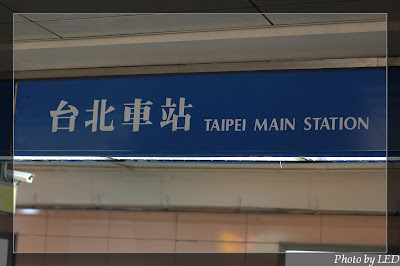 台北車站 TAIPEI MAIN STATION
Photo by LED